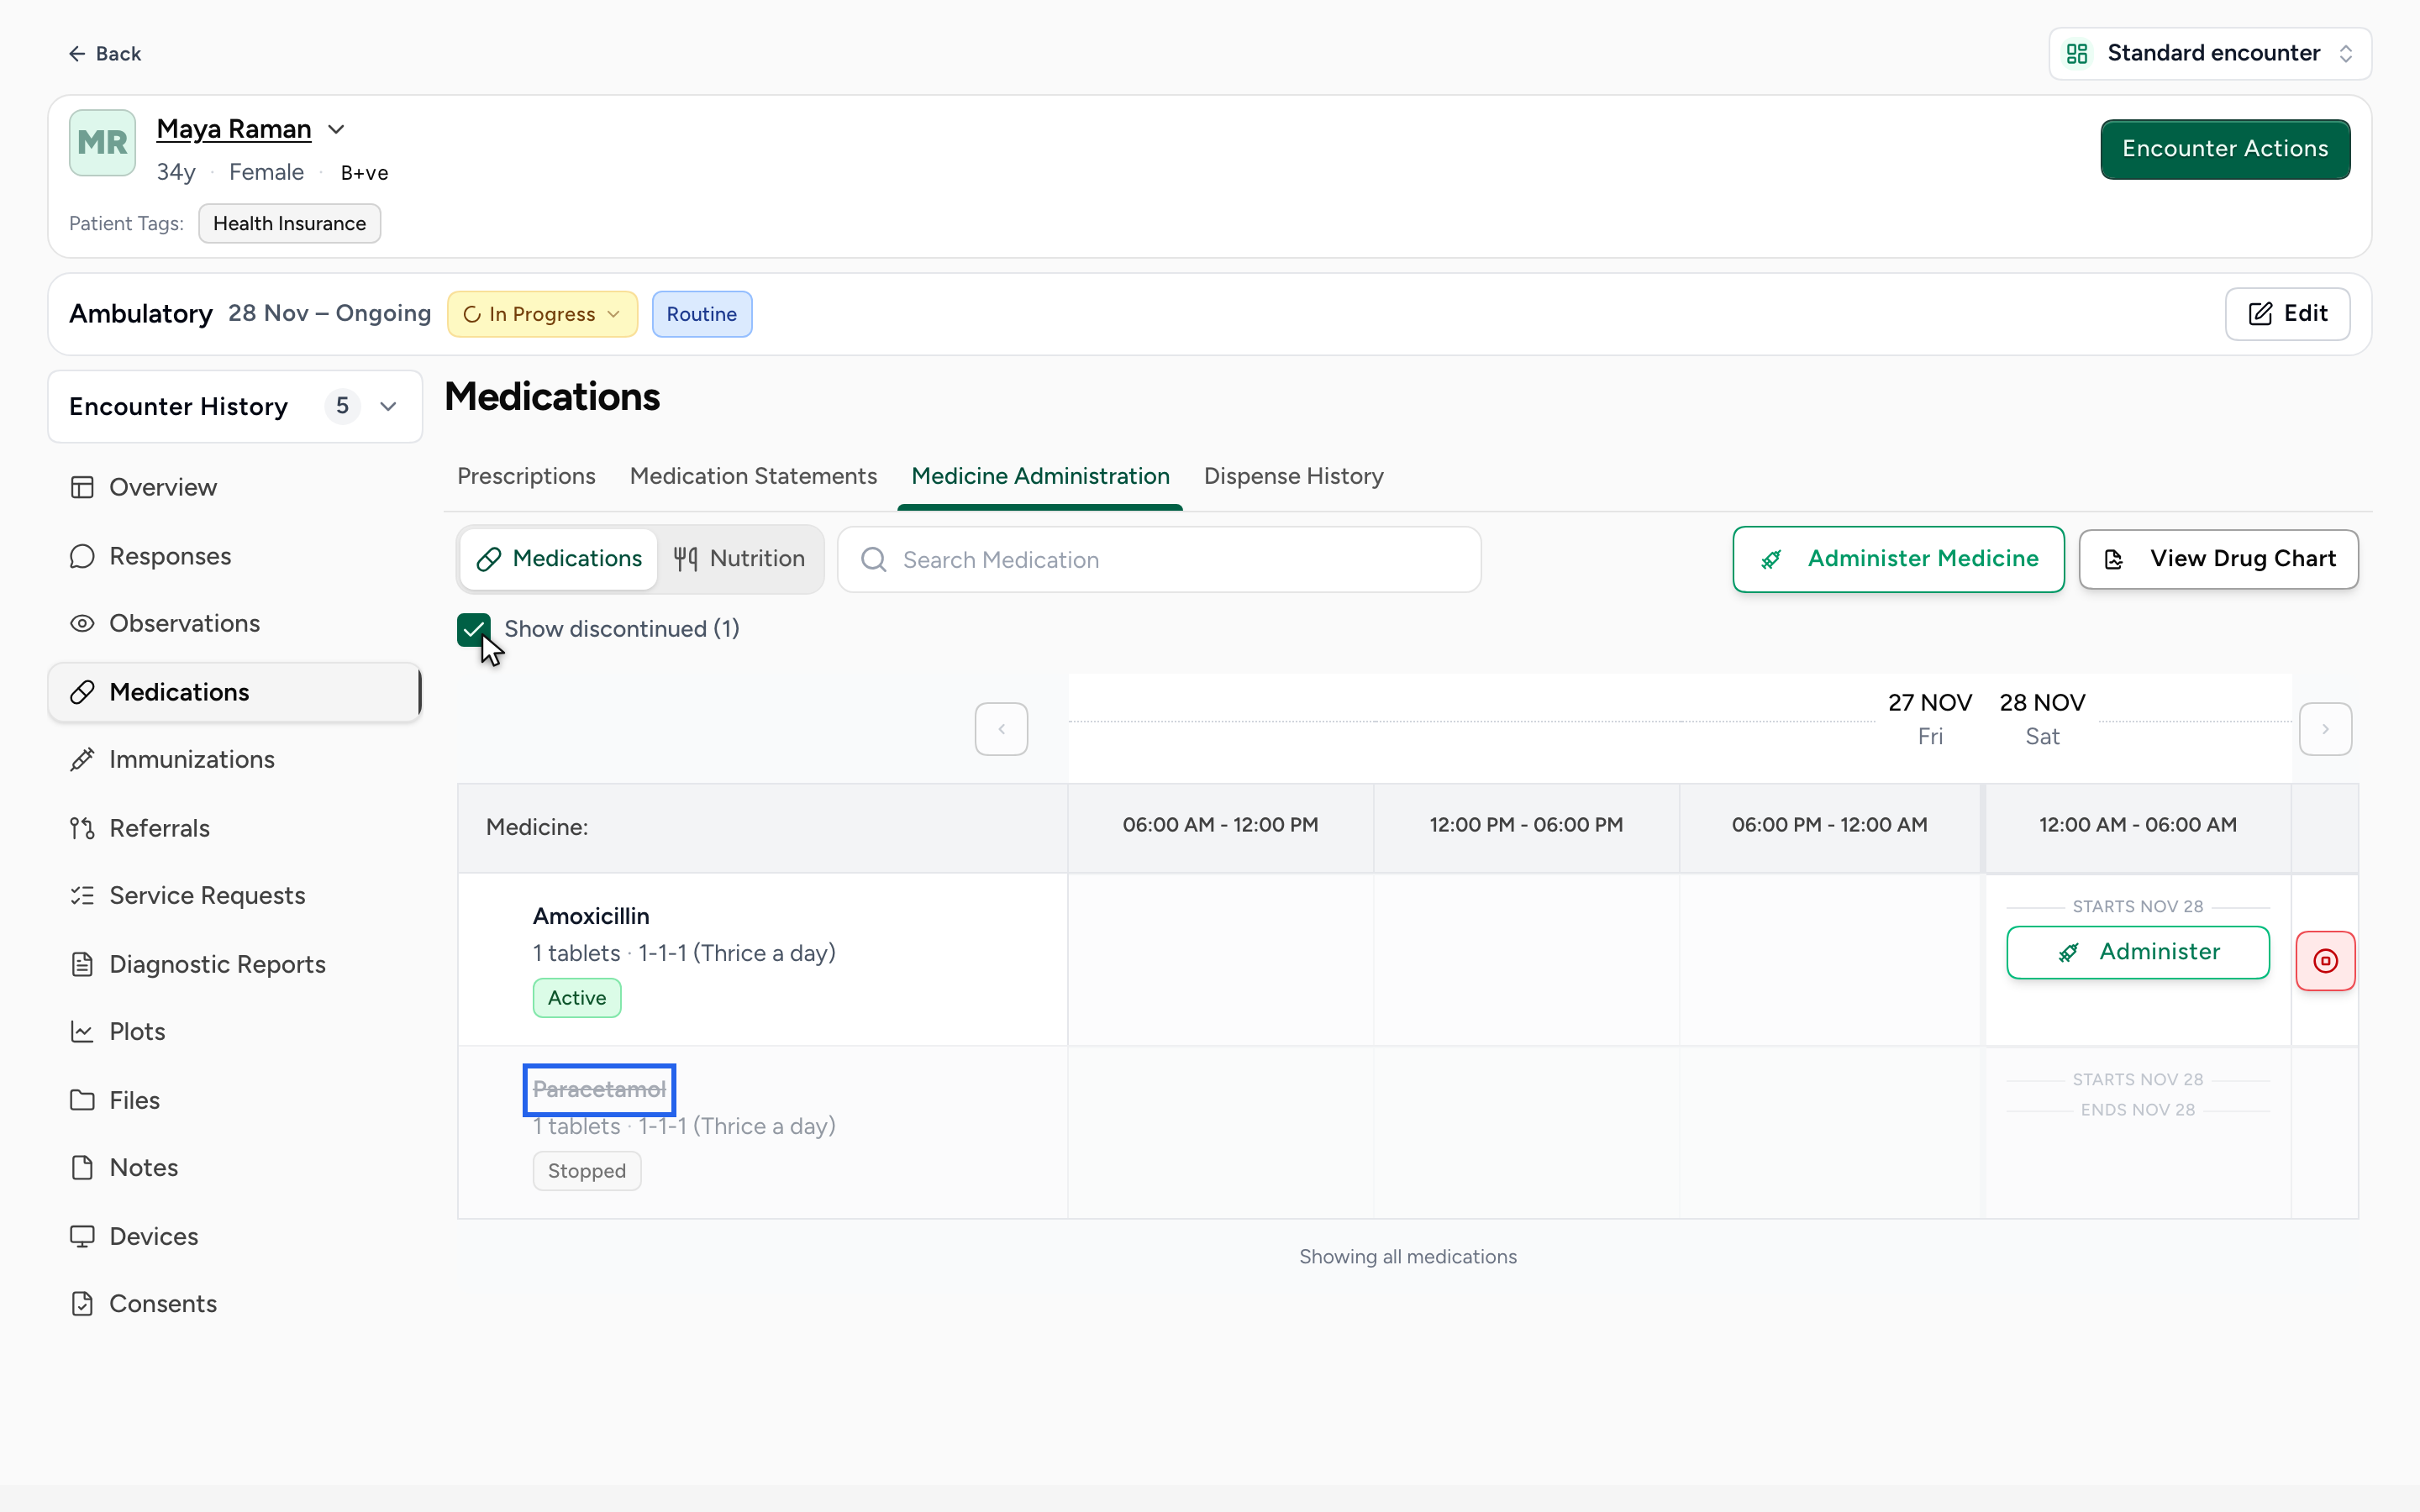 Back
Standard encounter
MR
Maya Raman
34y · Female · B+ve
Encounter Actions
Patient Tags: Health Insurance
Ambulatory 28 Nov – Ongoing In Progress Routine
Edit
Encounter History 5
Overview
Responses
Observations
Medications
Immunizations
Referrals
Service Requests
Diagnostic Reports
Plots
Files
Notes
Devices
Consents
Medications
Prescriptions Medication Statements Medicine Administration Dispense History
Medications Nutrition Search Medication Administer Medicine View Drug Chart
Show discontinued (1)
27 NOV 28 NOV
Fri Sat
Medicine: 06:00 AM - 12:00 PM 12:00 PM - 06:00 PM 06:00 PM - 12:00 AM 12:00 AM - 06:00 AM
Amoxicillin
1 tablets · 1-1-1 (Thrice a day)
Active
STARTS NOV 28
Administer
Paracetamol
1 tablets · 1-1-1 (Thrice a day)
Stopped
STARTS NOV 28
ENDS NOV 28
Showing all medications